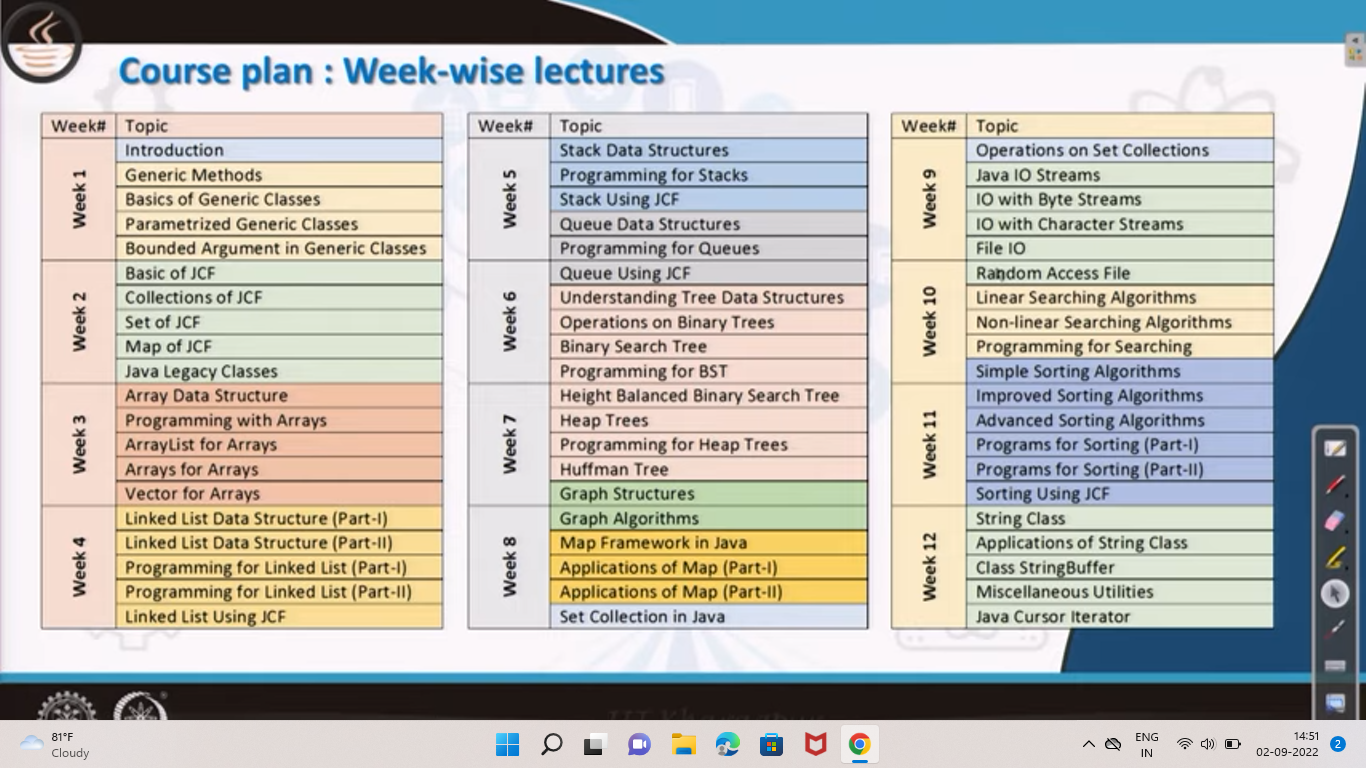 Course plan : Week-wise lectures
Week# Topic
Week 1
Introduction
Generic Methods
Basics of Generic Classes
Parametrized Generic Classes
Bounded Argument in Generic Classes
Week 2
Basic of JCF
Collections of JCF
Set of JCF
Map of JCF
Java Legacy Classes
Week 3
Array Data Structure
Programming with Arrays
ArrayList for Arrays
Arrays for Arrays
Vector for Arrays
Week 4
Linked List Data Structure (Part-I)
Linked List Data Structure (Part-II)
Programming for Linked List (Part-I)
Programming for Linked List (Part-II)
Linked List Using JCF
Week# Topic
Week 5
Stack Data Structures
Programming for Stacks
Stack Using JCF
Queue Data Structures
Programming for Queues
Week 6
Queue Using JCF
Understanding Tree Data Structures
Operations on Binary Trees
Binary Search Tree
Programming for BST
Week 7
Height Balanced Binary Search Tree
Heap Trees
Programming for Heap Trees
Huffman Tree
Graph Structures
Week 8
Graph Algorithms
Map Framework in Java
Applications of Map (Part-I)
Applications of Map (Part-II)
Set Collection in Java
Week# Topic
Week 9
Operations on Set Collections
Java IO Streams
IO with Byte Streams
IO with Character Streams
File IO
Week 10
Random Access File
Linear Searching Algorithms
Non-linear Searching Algorithms
Programming for Searching
Simple Sorting Algorithms
Week 11
Improved Sorting Algorithms
Advanced Sorting Algorithms
Programs for Sorting (Part-I)
Programs for Sorting (Part-II)
Sorting Using JCF
Week 12
String Class
Applications of String Class
Class StringBuffer
Miscellaneous Utilities
Java Cursor Iterator
81°F
Cloudy
ENG
IN
14:51
02-09-2022
2